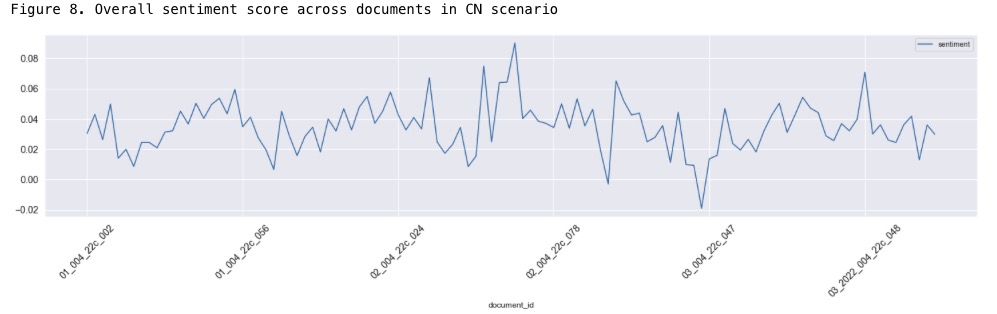 Figure 8. Overall sentiment score across documents in CN scenario
sentiment
0.08
0.06
0.04
0.02
0.00
−0.02
01_004_22c_002
01_004_22c_056
02_004_22c_024
02_004_22c_078
03_004_22c_047
03_2022_004_22c_048
document_id